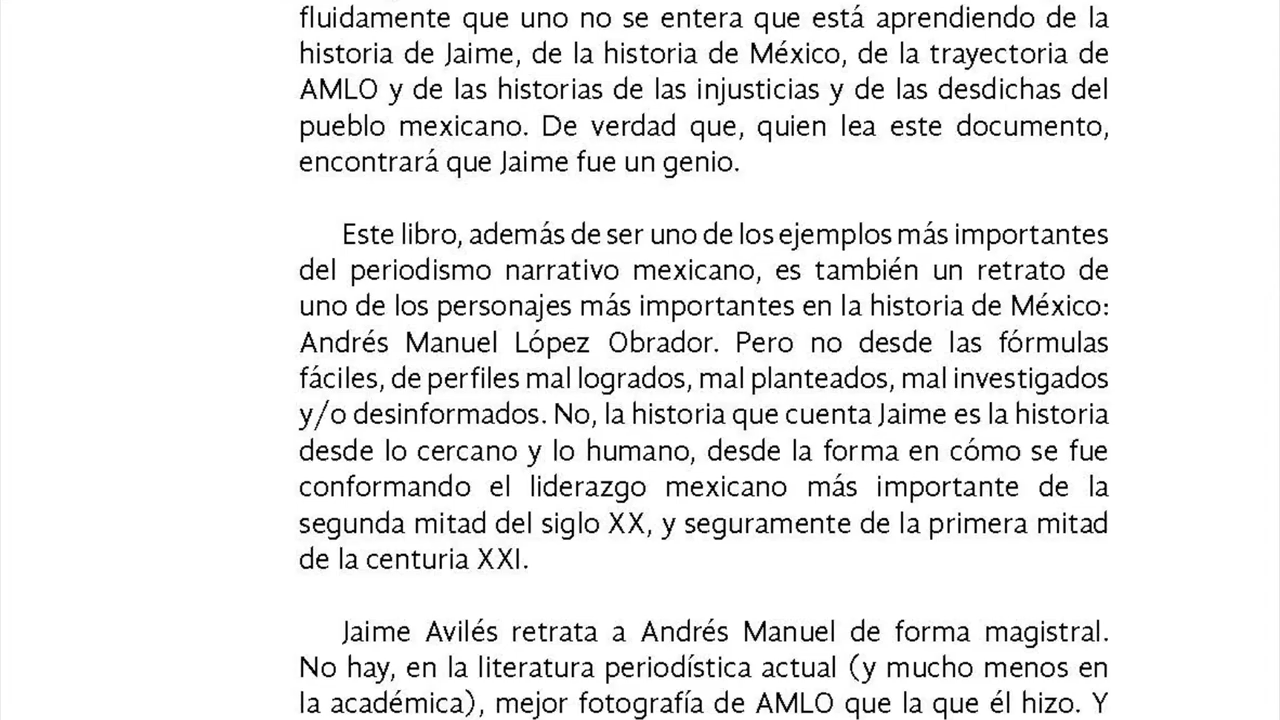 fluidamente que uno no se entera que está aprendiendo de la
historia de Jaime, de la historia de México, de la trayectoria de
AMLO y de las historias de las injusticias y de las desdichas del
pueblo mexicano. De verdad que, quien lea este documento,
encontrará que Jaime fue un genio.
Este libro, además de ser uno de los ejemplos más importantes
del periodismo narrativo mexicano, es también un retrato de
uno de los personajes más importantes en la historia de México:
Andrés Manuel López Obrador. Pero no desde las fórmulas
fáciles, de perfiles mal logrados, mal planteados, mal investigados
y/o desinformados. No, la historia que cuenta Jaime es la historia
desde lo cercano y lo humano, desde la forma en cómo se fue
conformando el liderazgo mexicano más importante de la
segunda mitad del siglo XX, y seguramente de la primera mitad
de la centuria XXI.
Jaime Avilés retrata a Andrés Manuel de forma magistral.
No hay, en la literatura periodística actual (y mucho menos en
la académica), mejor fotografía de AMLO que la que él hizo. Y